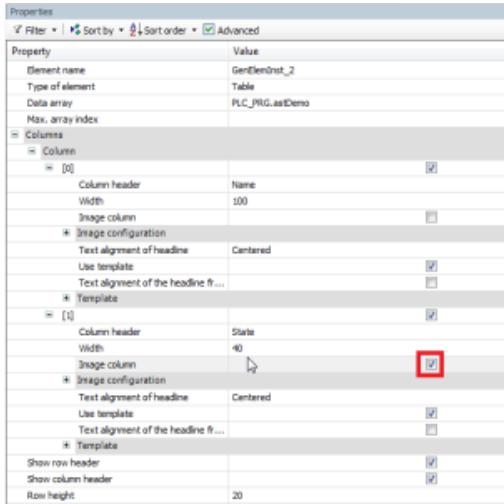 Properties
Filter Sort by Sort order Advanced
Property Value
Element name GenElemInst_2
Type of element Table
Data array PLC_PRG.astDemo
Max. array index
Columns
Column
[0]
Column header Name
Width 100
Image column
Image configuration
Text alignment of headline Centered
Use template
Text alignment of the headline fr...
Template
[1]
Column header State
Width 40
Image column
Image configuration
Text alignment of headline Centered
Use template
Text alignment of the headline fr...
Template
Show row header
Show column header
Row height 20